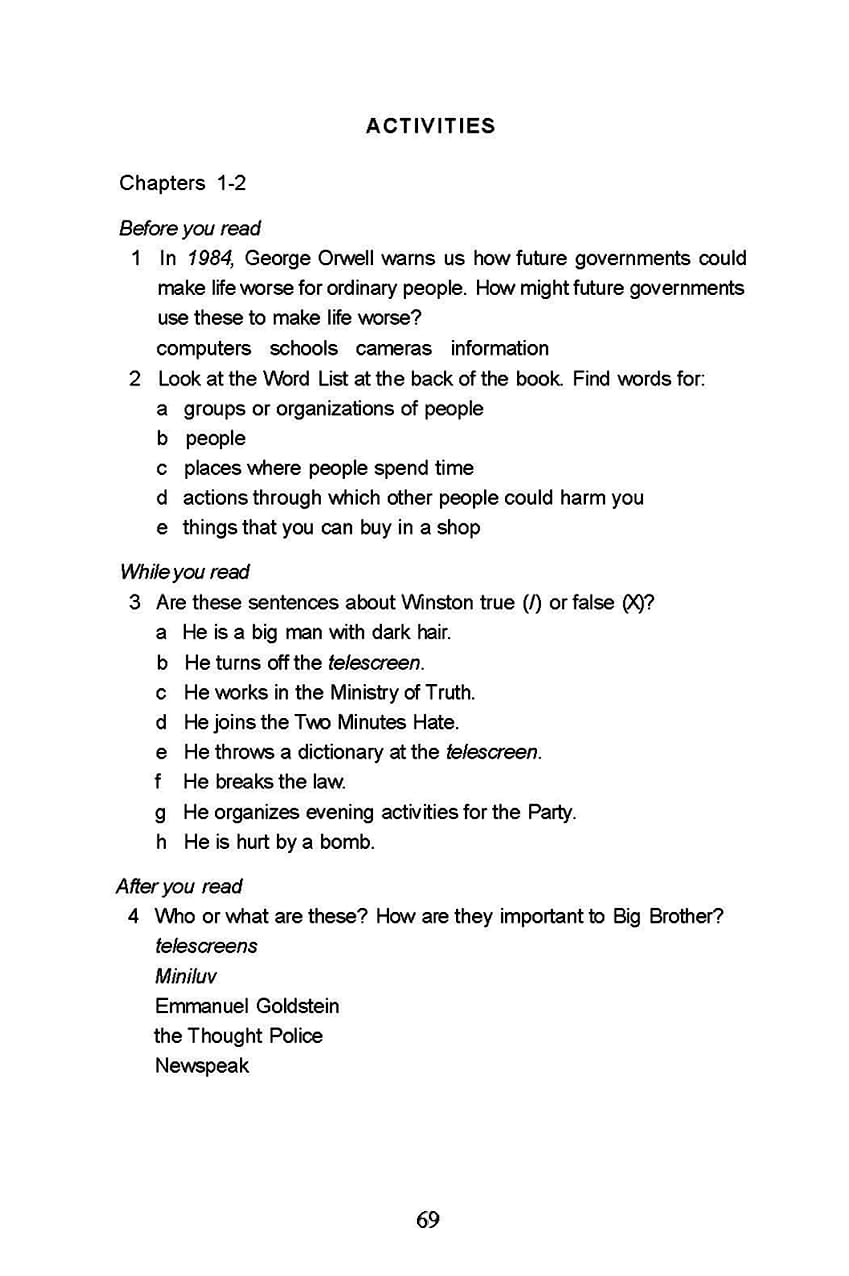 ACTIVITIES
Chapters 1-2
Before you read
1 In 1984, George Orwell warns us how future governments could
make life worse for ordinary people. How might future governments
use these to make life worse?
computers schools cameras information
2 Look at the Word List at the back of the book. Find words for:
a groups or organizations of people
b people
c places where people spend time
d actions through which other people could harm you
e things that you can buy in a shop
While you read
3 Are these sentences about Winston true (/) or false (X)?
a He is a big man with dark hair.
b He turns off the telescreen.
c He works in the Ministry of Truth.
d He joins the Two Minutes Hate.
e He throws a dictionary at the telescreen.
f He breaks the law.
g He organizes evening activities for the Party.
h He is hurt by a bomb.
After you read
4 Who or what are these? How are they important to Big Brother?
telescreens
Miniluv
Emmanuel Goldstein
the Thought Police
Newspeak
69